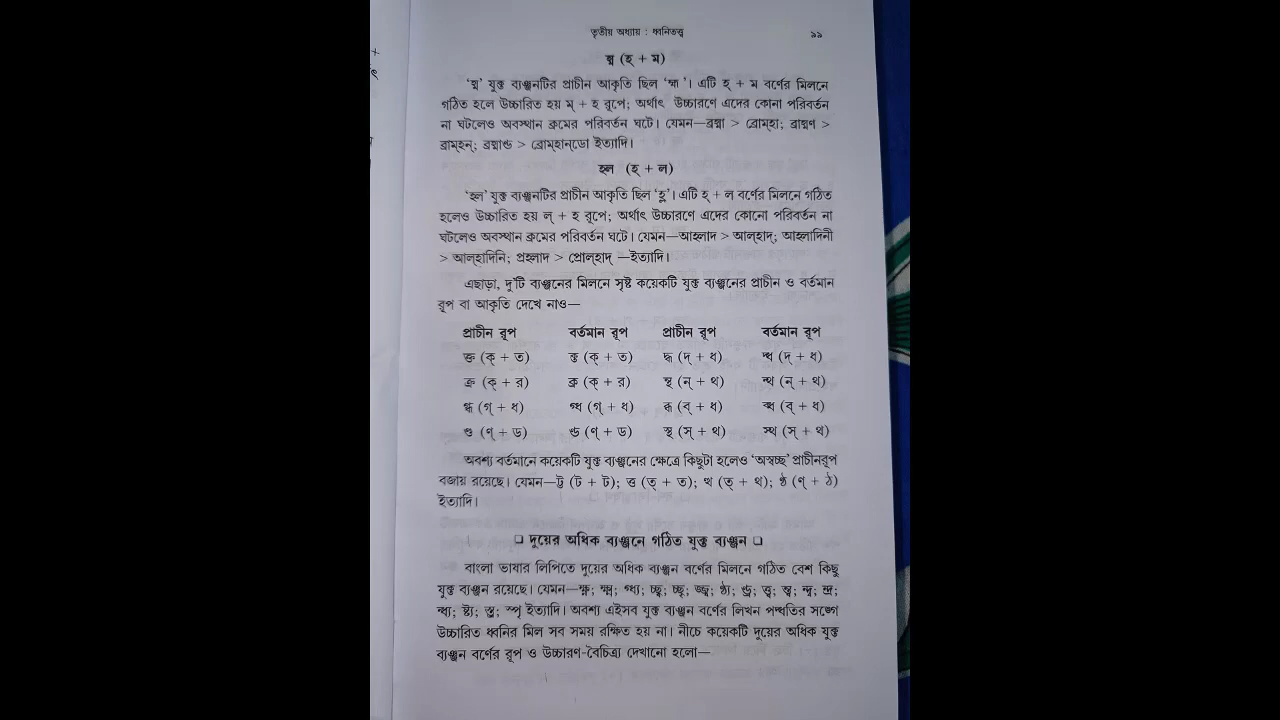 তৃতীয় অধ্যায় : ধ্বনিতত্ত্ব ৯৯
হ্ম (হ্ + ম)
‘হ্ম’ যুক্ত ব্যঞ্জনটির প্রাচীন আকৃতি ছিল ‘হ্ম’। এটি হ্ + ম বর্ণের মিলনে
গঠিত হলে উচ্চারিত হয় ম্ + হ রূপে; অর্থাৎ উচ্চারণে এদের কোনা পরিবর্তন
না ঘটলেও অবস্থান ক্রমের পরিবর্তন ঘটে। যেমন—ব্রহ্মা > ব্রোম্‌হা; ব্রাহ্মণ >
ব্রাম্‌হন্; ব্রহ্মাণ্ড > ব্রোম্‌হান্‌ডো ইত্যাদি।
হ্ল (হ্ + ল)
‘হ্ল’ যুক্ত ব্যঞ্জনটির প্রাচীন আকৃতি ছিল ‘হ্ল’। এটি হ্ + ল বর্ণের মিলনে গঠিত
হলেও উচ্চারিত হয় ল্ + হ রূপে; অর্থাৎ উচ্চারণে এদের কোনো পরিবর্তন না
ঘটলেও অবস্থান ক্রমের পরিবর্তন ঘটে। যেমন—আহ্লাদ > আল্‌হাদ্; আহ্লাদিনী
> আল্‌হাদিনি; প্রহ্লাদ > প্রোল্‌হাদ্ —ইত্যাদি।
এছাড়া, দু’টি ব্যঞ্জনের মিলনে সৃষ্ট কয়েকটি যুক্ত ব্যঞ্জনের প্রাচীন ও বর্তমান
রূপ বা আকৃতি দেখে নাও—
প্রাচীন রূপ বর্তমান রূপ প্রাচীন রূপ বর্তমান রূপ
ক্ত (ক্ + ত) ক্ত (ক্ + ত) দ্ধ (দ্ + ধ) দ্ধ (দ্ + ধ)
ক্র (ক্ + র) ক্র (ক্ + র) ন্থ (ন্ + থ) ন্থ (ন্ + থ)
গ্ধ (গ্ + ধ) গ্ধ (গ্ + ধ) ব্ধ (ব্ + ধ) ব্ধ (ব্ + ধ)
ণ্ড (ণ্ + ড) ণ্ড (ণ্ + ড) স্থ (স্ + থ) স্থ (স্ + থ)
অবশ্য বর্তমানে কয়েকটি যুক্ত ব্যঞ্জনের ক্ষেত্রে কিছুটা হলেও ‘অস্বচ্ছ’ প্রাচীনরূপ
বজায় রয়েছে। যেমন—ট্ট (ট + ট); ত্ত (ত্ + ত); ত্থ (ত্ + থ); ণ্ঠ (ণ্ + ঠ)
ইত্যাদি।
❑ দুয়ের অধিক ব্যঞ্জনে গঠিত যুক্ত ব্যঞ্জন ❑
বাংলা ভাষার লিপিতে দুয়ের অধিক ব্যঞ্জন বর্ণের মিলনে গঠিত বেশ কিছু
যুক্ত ব্যঞ্জন রয়েছে। যেমন—ক্ষ্ণ; ক্ষ্ম; গ্ধ্য; চ্ছ্ব; চ্ছ্র; জ্জ্ব; ণ্ঠ্য; ণ্ড্র; ত্ত্ব; ন্ত্ব; ন্দ্ব; ন্দ্র;
ন্ধ্য; ষ্ট্য; স্ত্র; স্পৃ ইত্যাদি। অবশ্য এইসব যুক্ত ব্যঞ্জন বর্ণের লিখন পদ্ধতির সঙ্গে
উচ্চারিত ধ্বনির মিল সব সময় রক্ষিত হয় না। নীচে কয়েকটি দুয়ের অধিক যুক্ত
ব্যঞ্জন বর্ণের রূপ ও উচ্চারণ-বৈচিত্র্য দেখানো হলো—